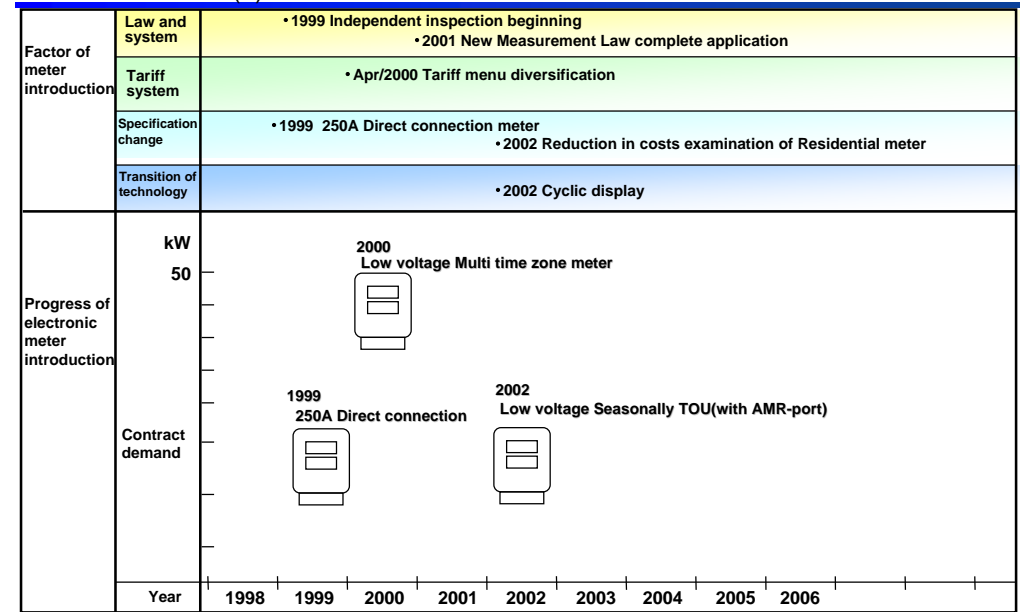 Factor of
meter
introduction
Law and
system
•1999 Independent inspection beginning
•2001 New Measurement Law complete application
Tariff
system
•Apr/2000 Tariff menu diversification
Specification
change
•1999 250A Direct connection meter
•2002 Reduction in costs examination of Residential meter
Transition of
technology
•2002 Cyclic display
Progress of
electronic
meter
introduction
kW
50
Contract
demand
2000
Low voltage Multi time zone meter
1999
250A Direct connection
2002
Low voltage Seasonally TOU(with AMR-port)
Year 1998 1999 2000 2001 2002 2003 2004 2005 2006